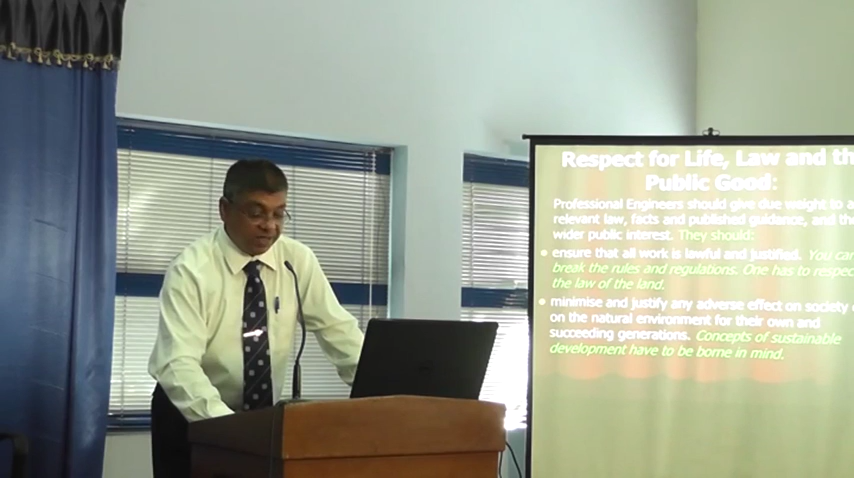 Respect for Life, Law and th
Public Good:
Professional Engineers should give due weight to a
relevant law, facts and published guidance, and the
wider public interest. They should:
• ensure that all work is lawful and justified. You can
break the rules and regulations. One has to respec
the law of the land.
• minimise and justify any adverse effect on society
on the natural environment for their own and
succeeding generations. Concepts of sustainable
development have to be borne in mind.